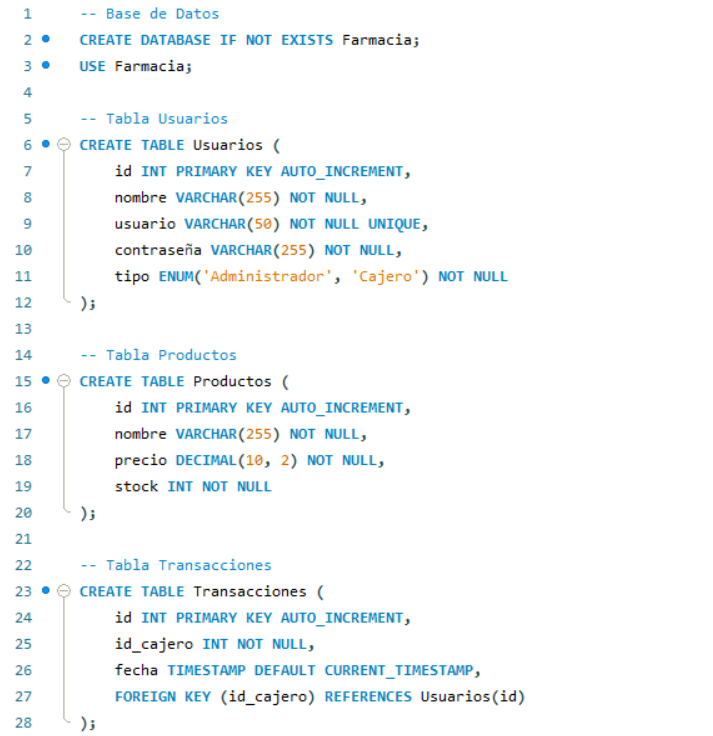 1 -- Base de Datos
2 CREATE DATABASE IF NOT EXISTS Farmacia;
3 USE Farmacia;
4
5 -- Tabla Usuarios
6 CREATE TABLE Usuarios (
7 id INT PRIMARY KEY AUTO_INCREMENT,
8 nombre VARCHAR(255) NOT NULL,
9 usuario VARCHAR(50) NOT NULL UNIQUE,
10 contraseña VARCHAR(255) NOT NULL,
11 tipo ENUM('Administrador', 'Cajero') NOT NULL
12 );
13
14 -- Tabla Productos
15 CREATE TABLE Productos (
16 id INT PRIMARY KEY AUTO_INCREMENT,
17 nombre VARCHAR(255) NOT NULL,
18 precio DECIMAL(10, 2) NOT NULL,
19 stock INT NOT NULL
20 );
21
22 -- Tabla Transacciones
23 CREATE TABLE Transacciones (
24 id INT PRIMARY KEY AUTO_INCREMENT,
25 id_cajero INT NOT NULL,
26 fecha TIMESTAMP DEFAULT CURRENT_TIMESTAMP,
27 FOREIGN KEY (id_cajero) REFERENCES Usuarios(id)
28 );